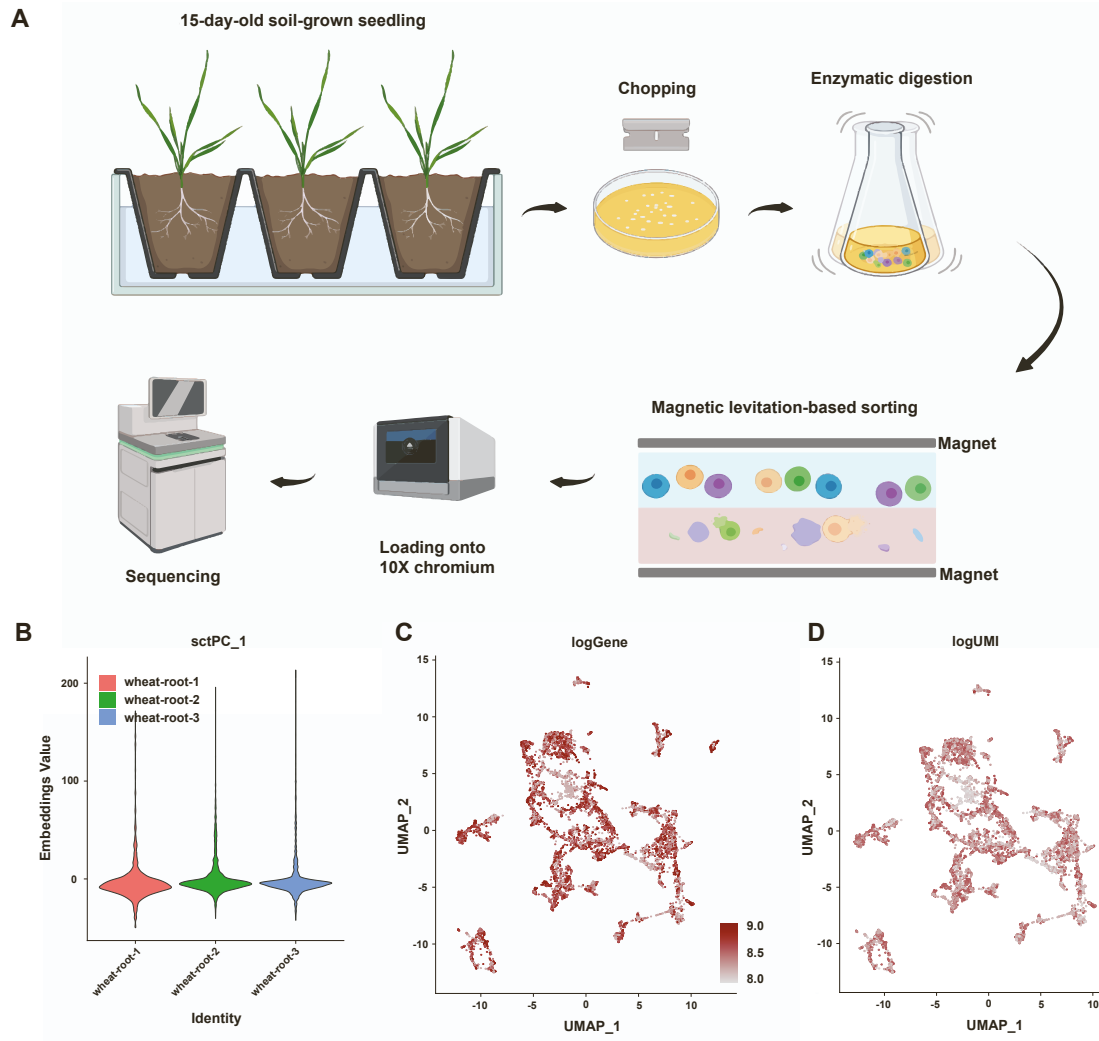 A
15-day-old soil-grown seedling
Chopping
Enzymatic digestion
Magnetic levitation-based sorting
Magnet
Magnet
Loading onto
10X chromium
Sequencing
B
sctPC_1
wheat-root-1
wheat-root-2
wheat-root-3
Embeddings Value
200
100
0
wheat-root-1
wheat-root-2
wheat-root-3
Identity
C
logGene
UMAP_2
15
10
5
0
-5
-10
-10
-5
0
5
10
UMAP_1
9.0
8.5
8.0
D
logUMI
UMAP_2
15
10
5
0
-5
-10
-10
-5
0
5
10
UMAP_1